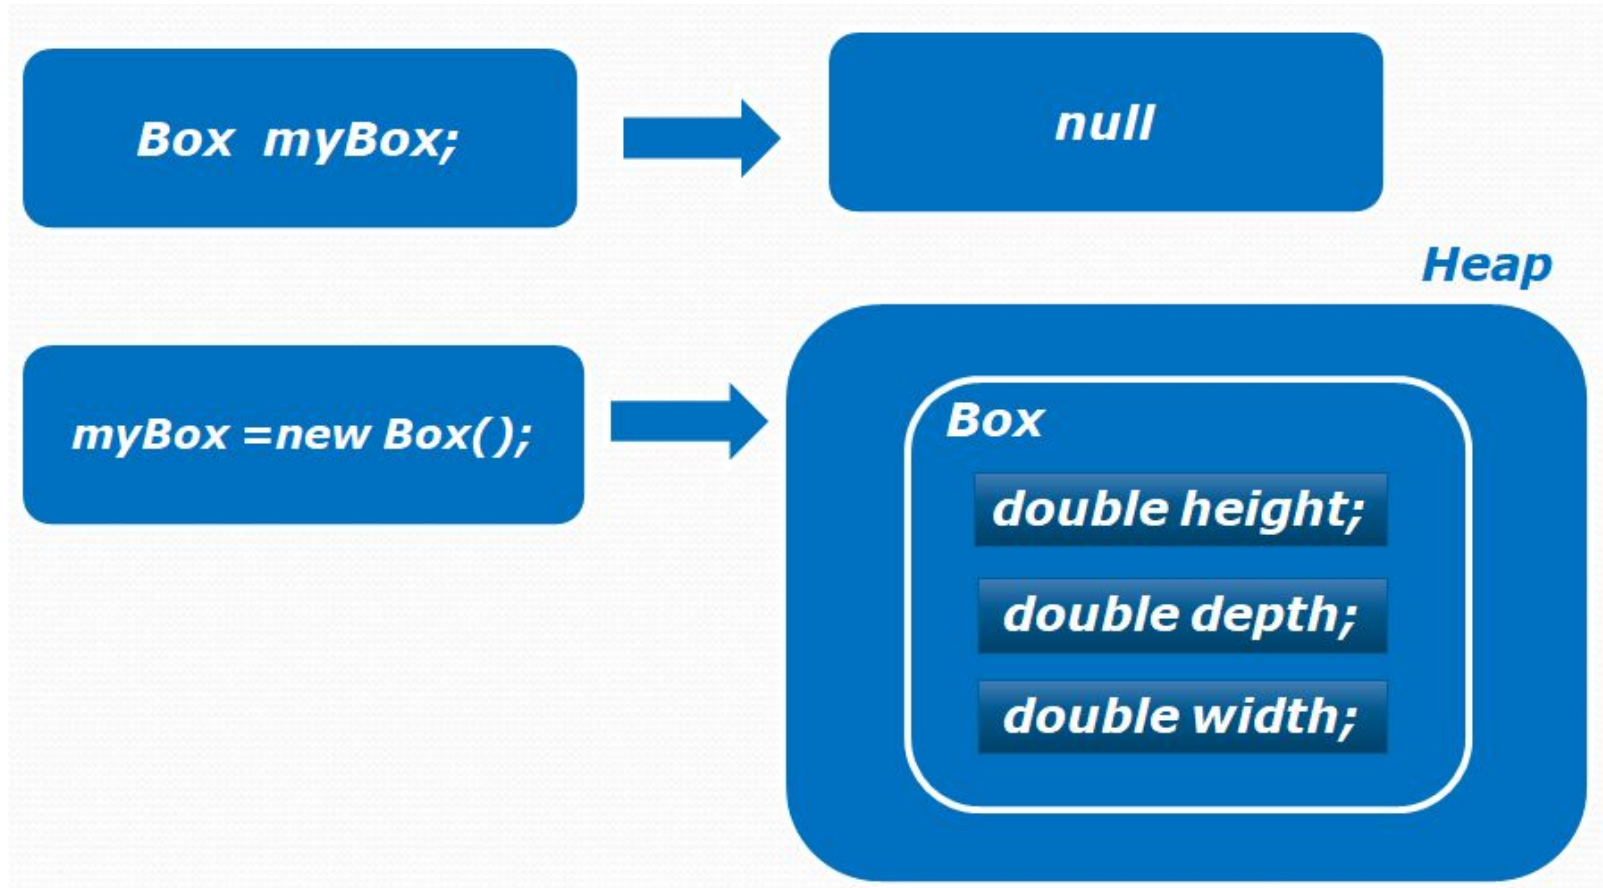 Box myBox;
null
Heap
myBox =new Box();
Box
double height;
double depth;
double width;